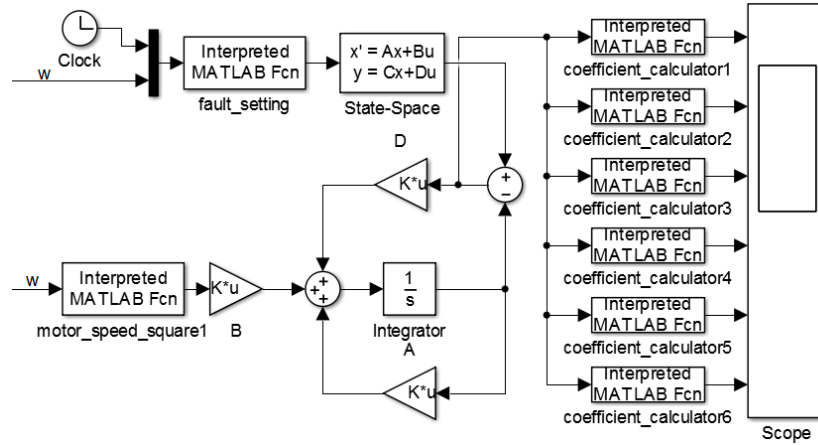 Clock
w
Interpreted
MATLAB Fcn
fault_setting
x' = Ax+Bu
y = Cx+Du
State-Space
D
K*u
+
−
w
Interpreted
MATLAB Fcn
motor_speed_square1
K*u
B
+
+
+
1
s
Integrator
A
K*u
Interpreted
MATLAB Fcn
coefficient_calculator1
Interpreted
MATLAB Fcn
coefficient_calculator2
Interpreted
MATLAB Fcn
coefficient_calculator3
Interpreted
MATLAB Fcn
coefficient_calculator4
Interpreted
MATLAB Fcn
coefficient_calculator5
Interpreted
MATLAB Fcn
coefficient_calculator6
Scope